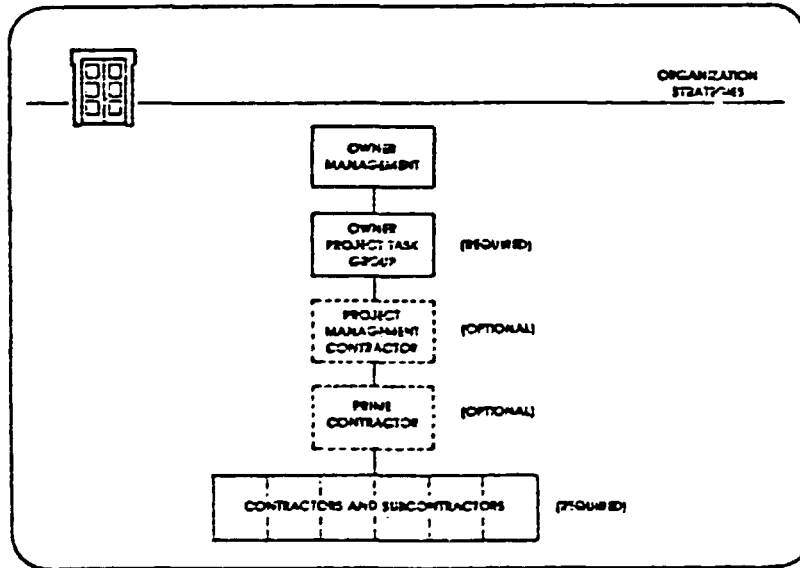 ORGANIZATION
STRATEGIES
OWNER
MANAGEMENT
OWNER
PROJECT TASK
GROUP
(REQUIRED)
PROJECT
MANAGEMENT
CONTRACTOR
(OPTIONAL)
PRIME
CONTRACTOR
(OPTIONAL)
CONTRACTORS AND SUBCONTRACTORS
(REQUIRED)